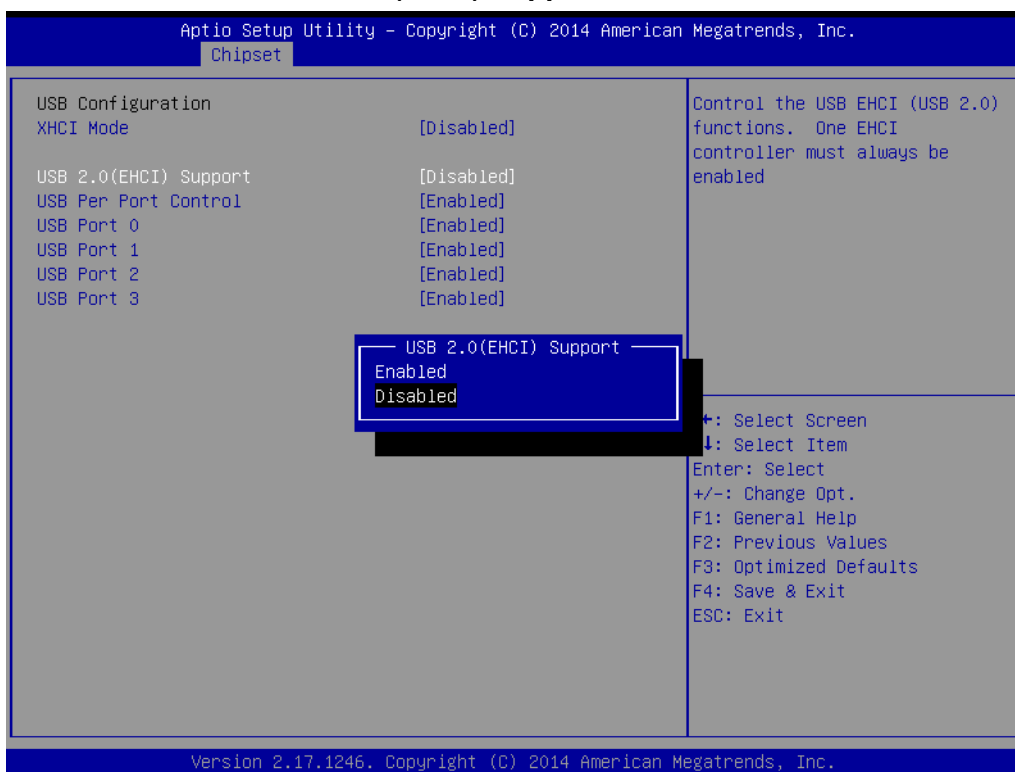 Aptio Setup Utility – Copyright (C) 2014 American Megatrends, Inc.
Chipset
USB Configuration
XHCI Mode [Disabled]
USB 2.0(EHCI) Support [Disabled]
USB Per Port Control [Enabled]
USB Port 0 [Enabled]
USB Port 1 [Enabled]
USB Port 2 [Enabled]
USB Port 3 [Enabled]
USB 2.0(EHCI) Support
Enabled
Disabled
Control the USB EHCI (USB 2.0)
functions. One EHCI
controller must always be
enabled
: Select Screen
: Select Item
Enter: Select
+/-: Change Opt.
F1: General Help
F2: Previous Values
F3: Optimized Defaults
F4: Save & Exit
ESC: Exit
Version 2.17.1246. Copyright (C) 2014 American Megatrends, Inc.